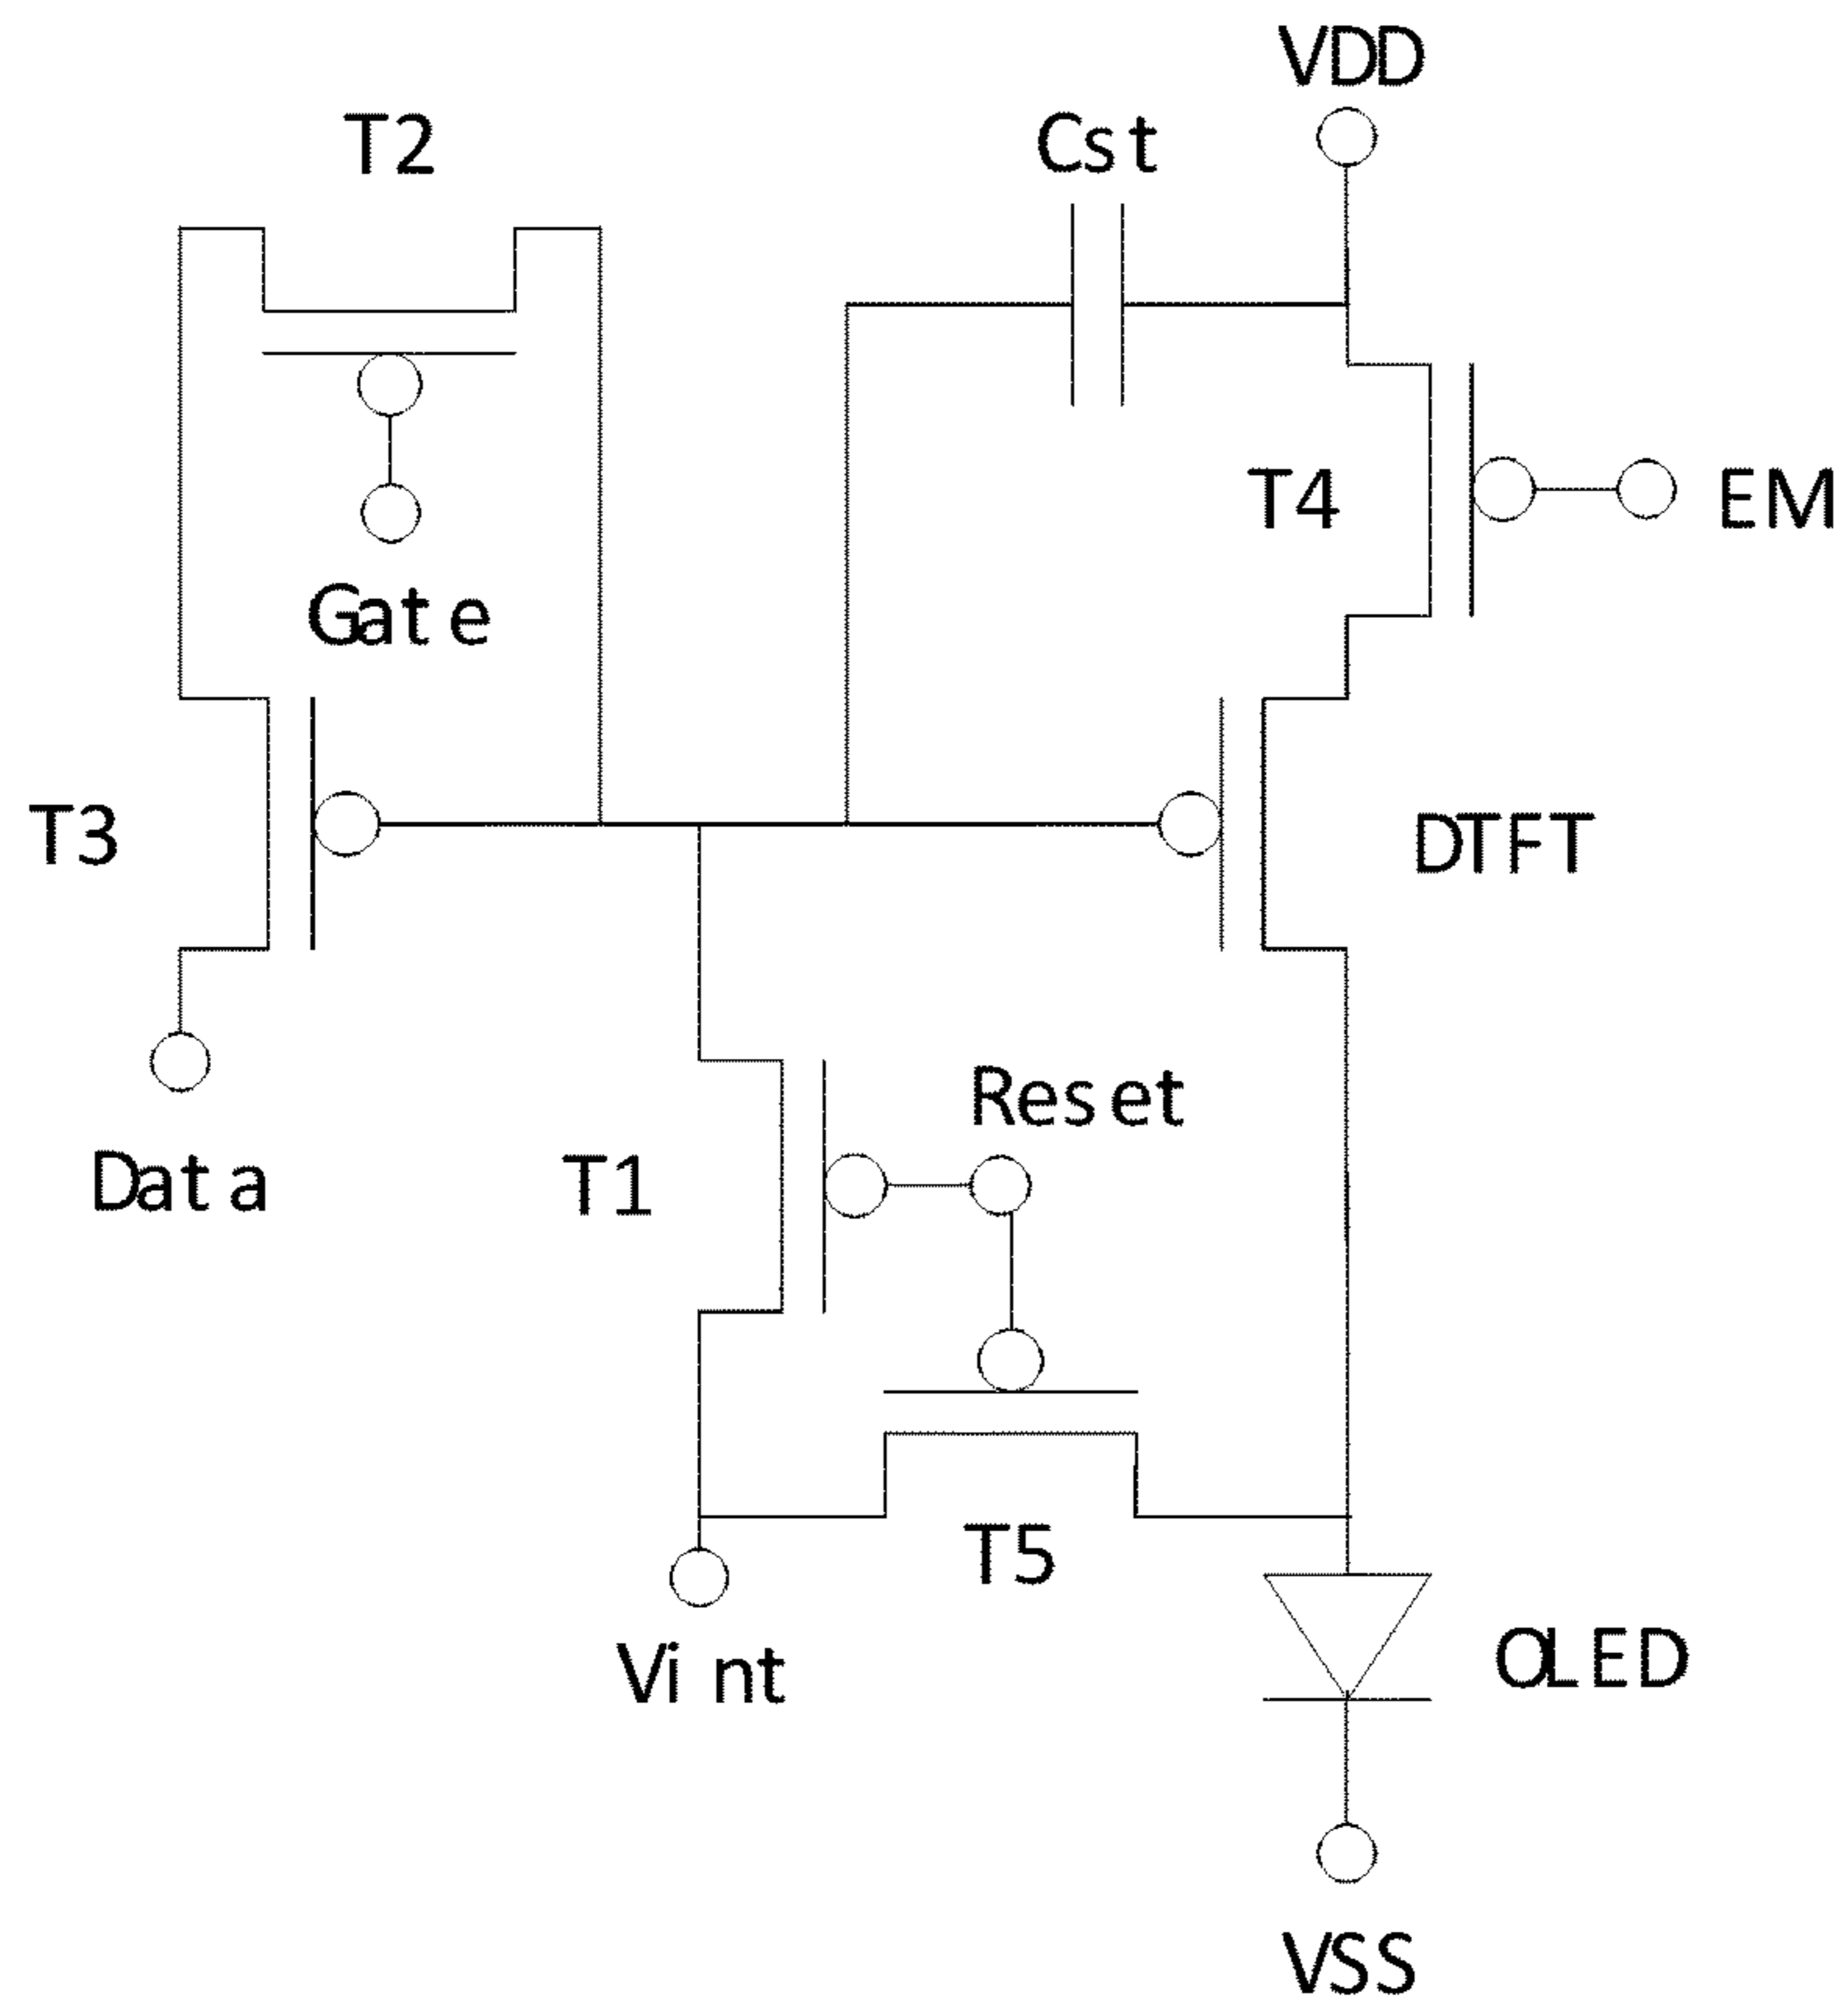 VDD
T2
Cst
T4
EM
Gate
T3
DTFT
Reset
Data
T1
T5
OLED
Vint
VSS